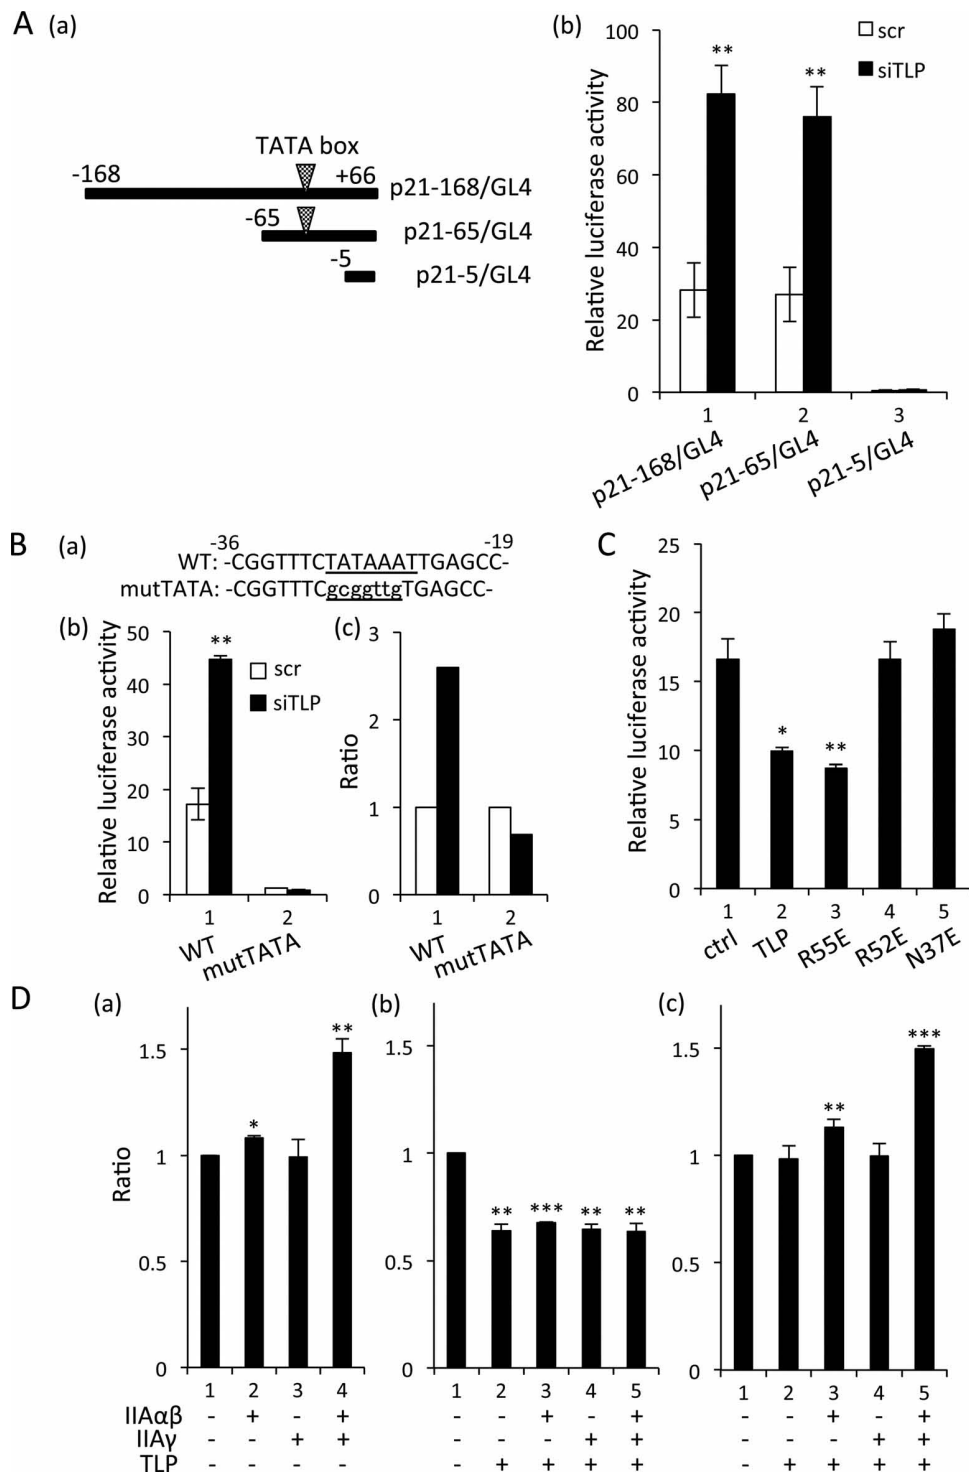 A (a)
TATA box
-168 +66 p21-168/GL4
-65 p21-65/GL4
-5 p21-5/GL4
(b)
Relative luciferase activity
100
80
60
40
20
0
scr
siTLP
** **
1 2 3
p21-168/GL4 p21-65/GL4 p21-5/GL4
B (a)
-36 -19
WT: -CGGTTTCTATAAATTGAGCC-
mutTATA: -CGGTTTCgcggttgTGAGCC-
(b)
Relative luciferase activity
50
40
30
20
10
0
**
scr
siTLP
1 2
WT mutTATA
(c)
Ratio
3
2
1
0
1 2
WT mutTATA
C
Relative luciferase activity
25
20
15
10
5
0
* **
1 2 3 4 5
ctrl TLP R55E R52E N37E
D (a)
Ratio
1.5
1
0.5
0
* **
1 2 3 4
(b)
1.5
1
0.5
0
** *** ** **
1 2 3 4 5
(c)
1.5
1
0.5
0
** ***
1 2 3 4 5
IIAαβ - + - + - - + - + - - + - +
IIAγ - - + + - - - + + - - - + +
TLP - - - - - + + + + - + + + +